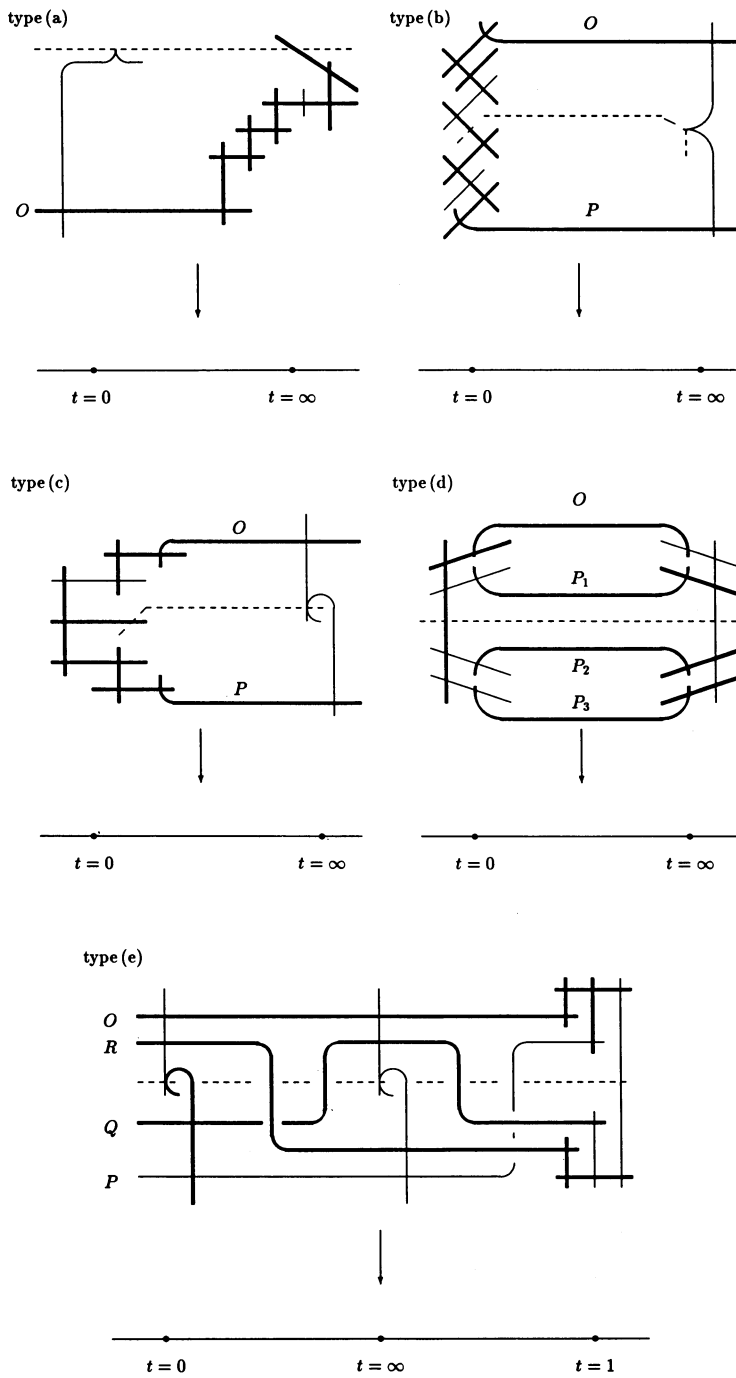 type (a)
type (b)
O
O
P
t = 0
t = ∞
t = 0
t = ∞
type (c)
type (d)
O
O
P₁
P₂
P
P₃
t = 0
t = ∞
t = 0
t = ∞
type (e)
O
R
Q
P
t = 0
t = ∞
t = 1